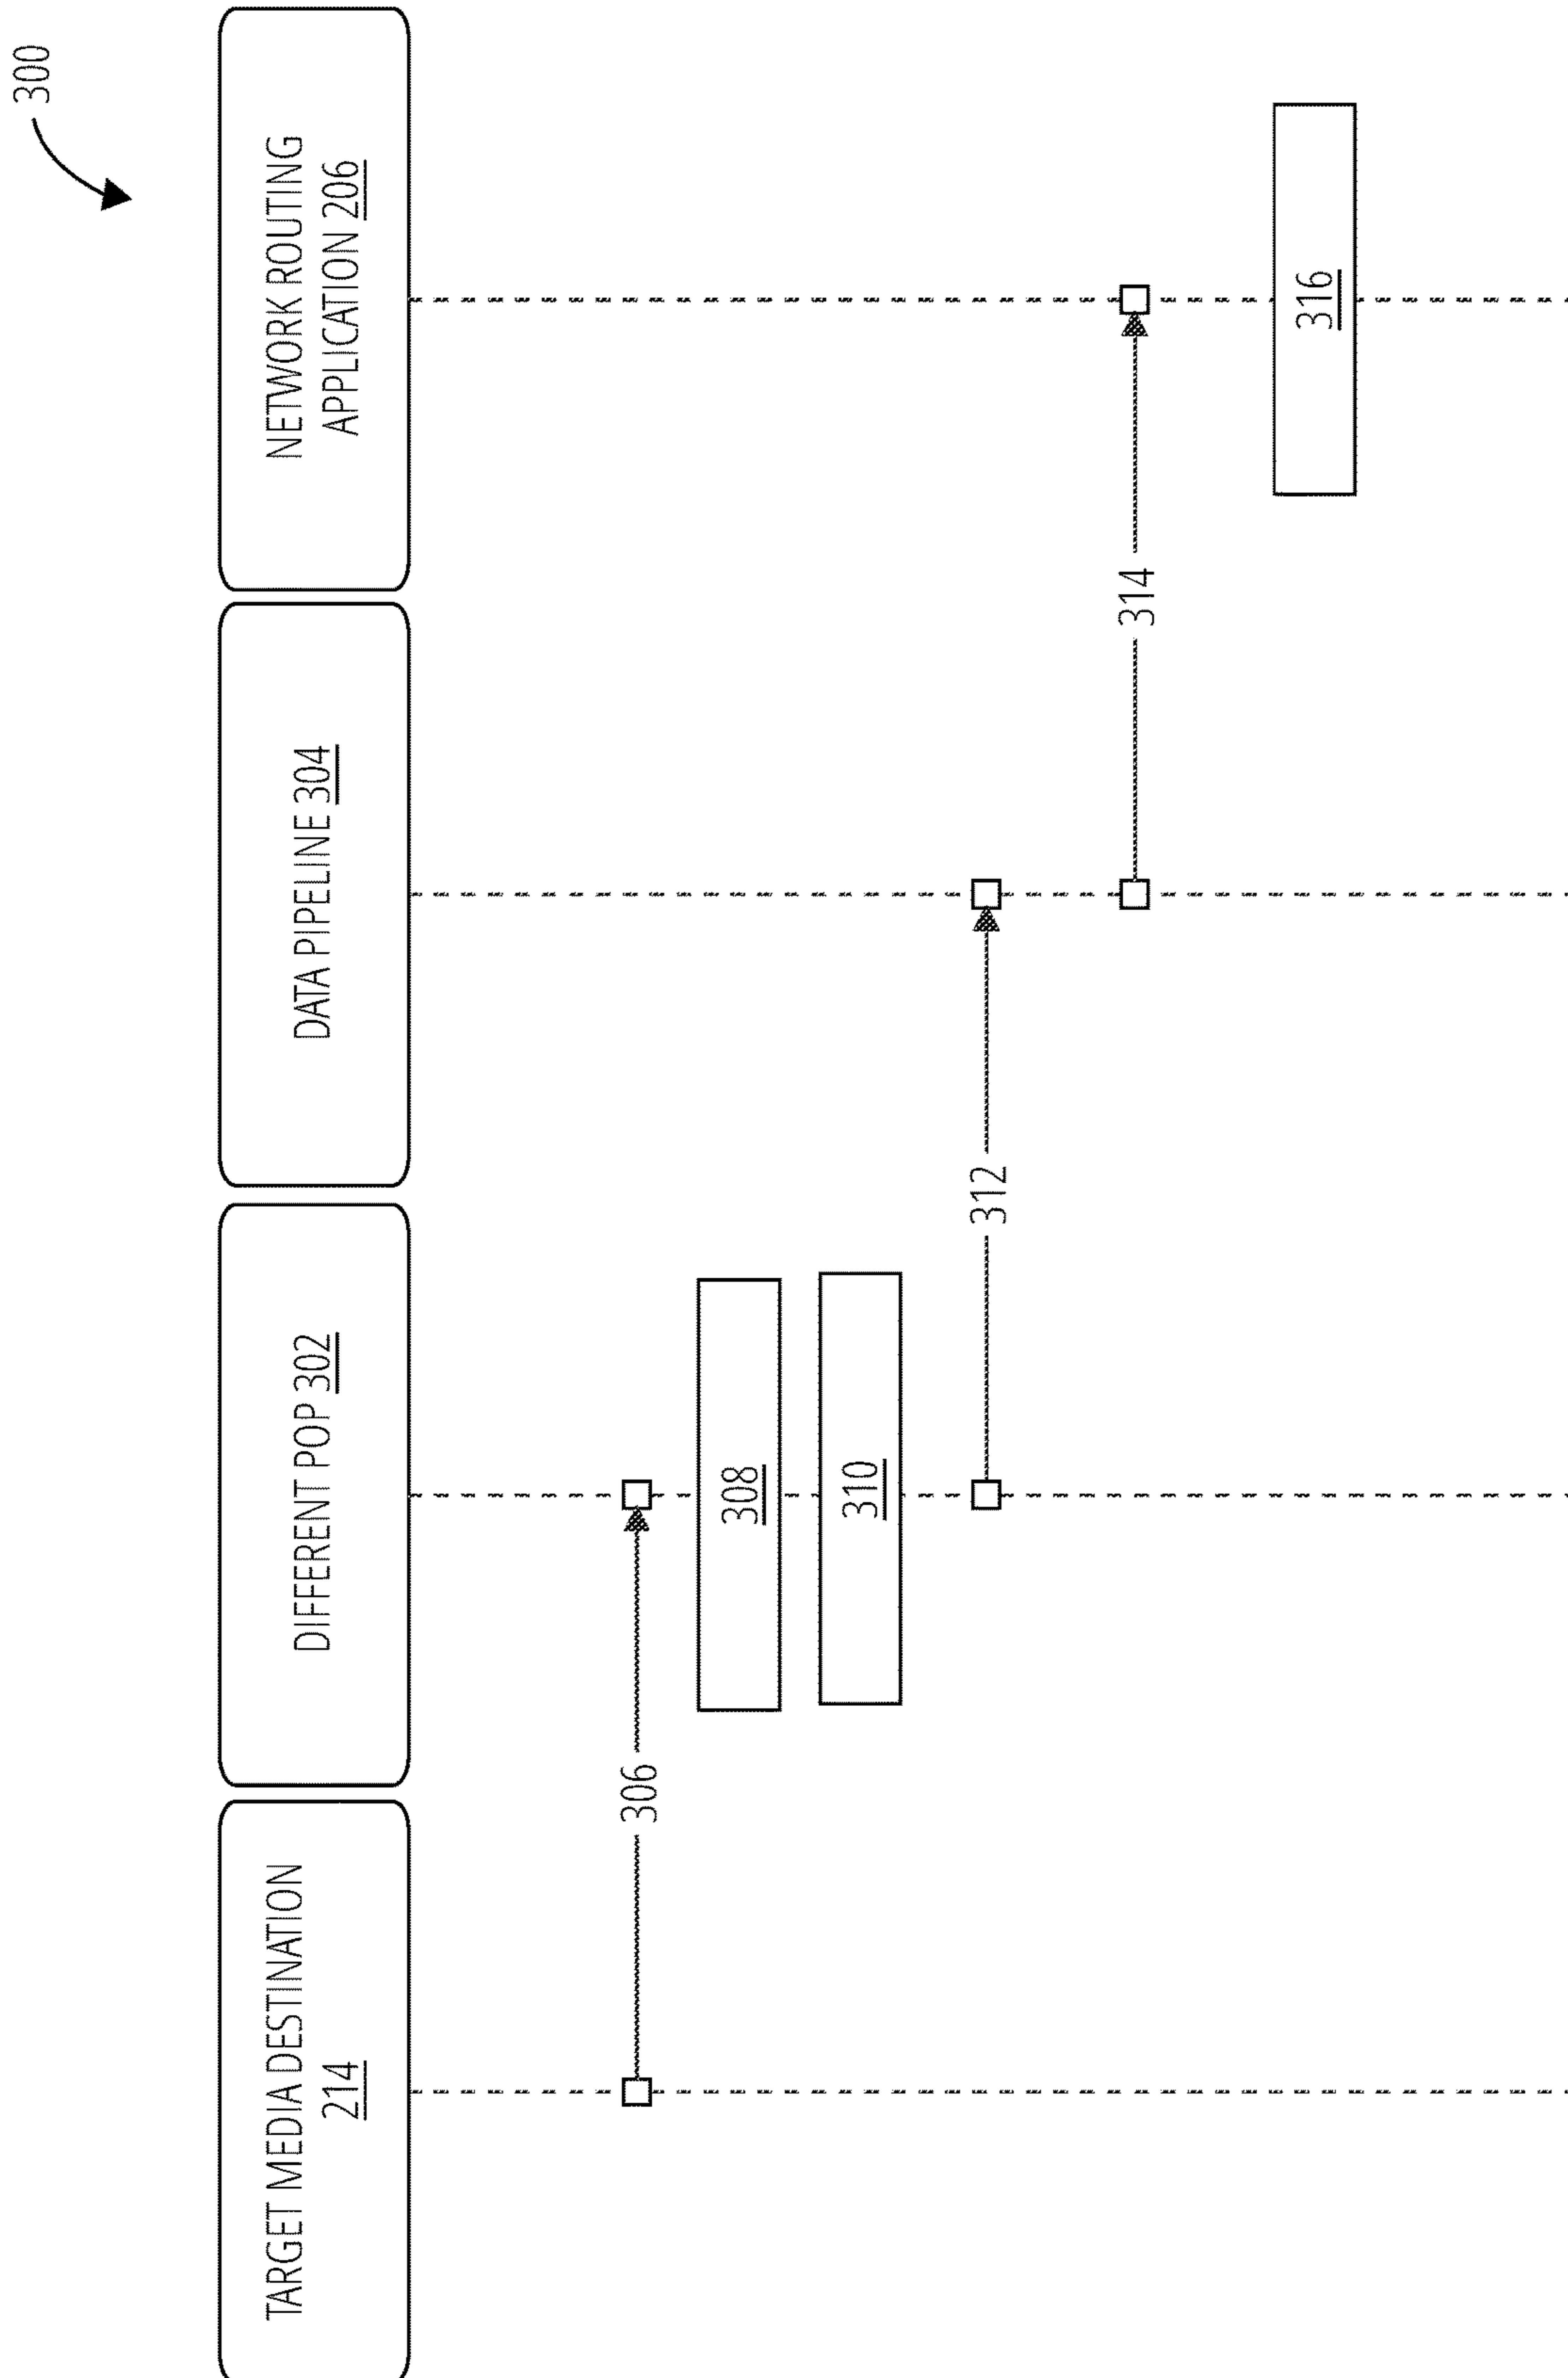 300
TARGET MEDIA DESTINATION
214
DIFFERENT POP 302
DATA PIPELINE 304
NETWORK ROUTING
APPLICATION 206
306
308
310
312
314
316